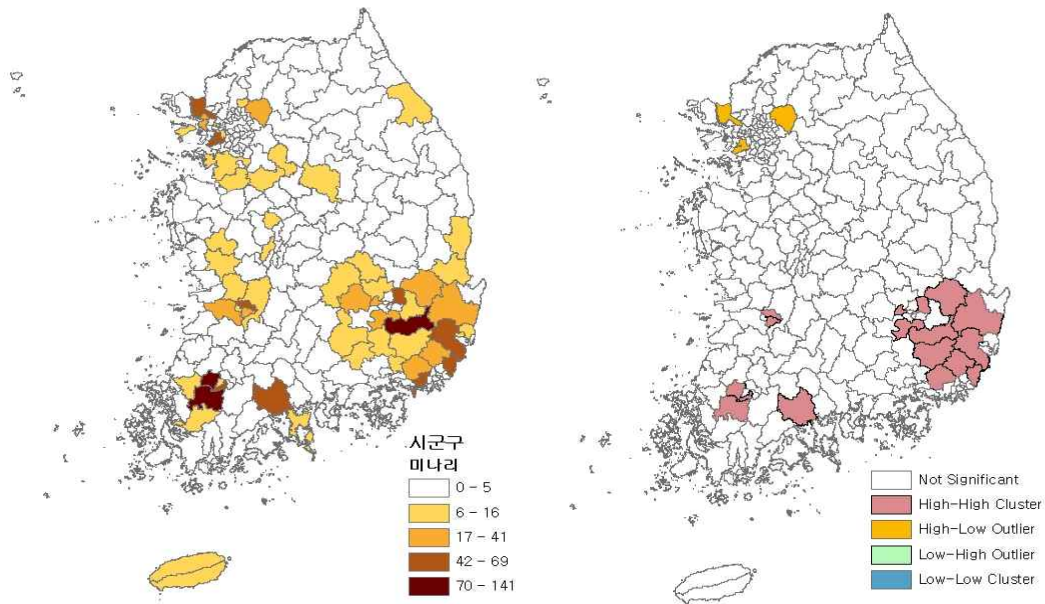 시군구
미나리
0 - 5
6 - 16
17 - 41
42 - 69
70 - 141
Not Significant
High-High Cluster
High-Low Outlier
Low-High Outlier
Low-Low Cluster